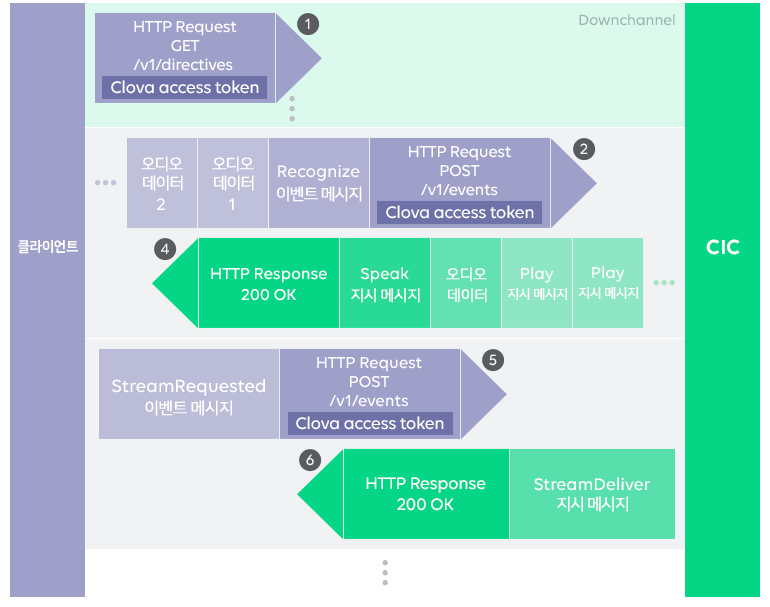 Downchannel
HTTP Request
GET
/v1/directives
Clova access token
1
오디오
데이터
2
오디오
데이터
1
Recognize
이벤트 메시지
HTTP Request
POST
/v1/events
Clova access token
2
클라이언트
CIC
4
HTTP Response
200 OK
Speak
지시 메시지
오디오
데이터
Play
지시 메시지
Play
지시 메시지
StreamRequested
이벤트 메시지
HTTP Request
POST
/v1/events
Clova access token
5
6
HTTP Response
200 OK
StreamDeliver
지시 메시지